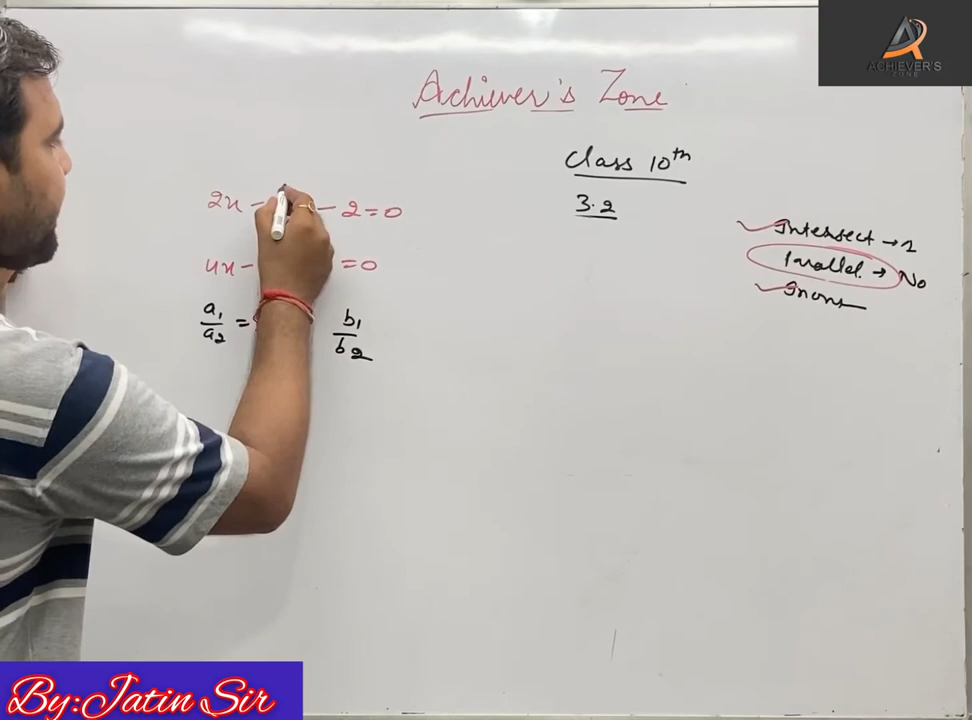 ACHIEVER'S
ZONE
Achiever's Zone
Class 10th
3.2
2x - - 2 = 0
4x - = 0
a1/a2 = b1/b2
Intersect → 1
Parallel → No
By:Jatin Sir